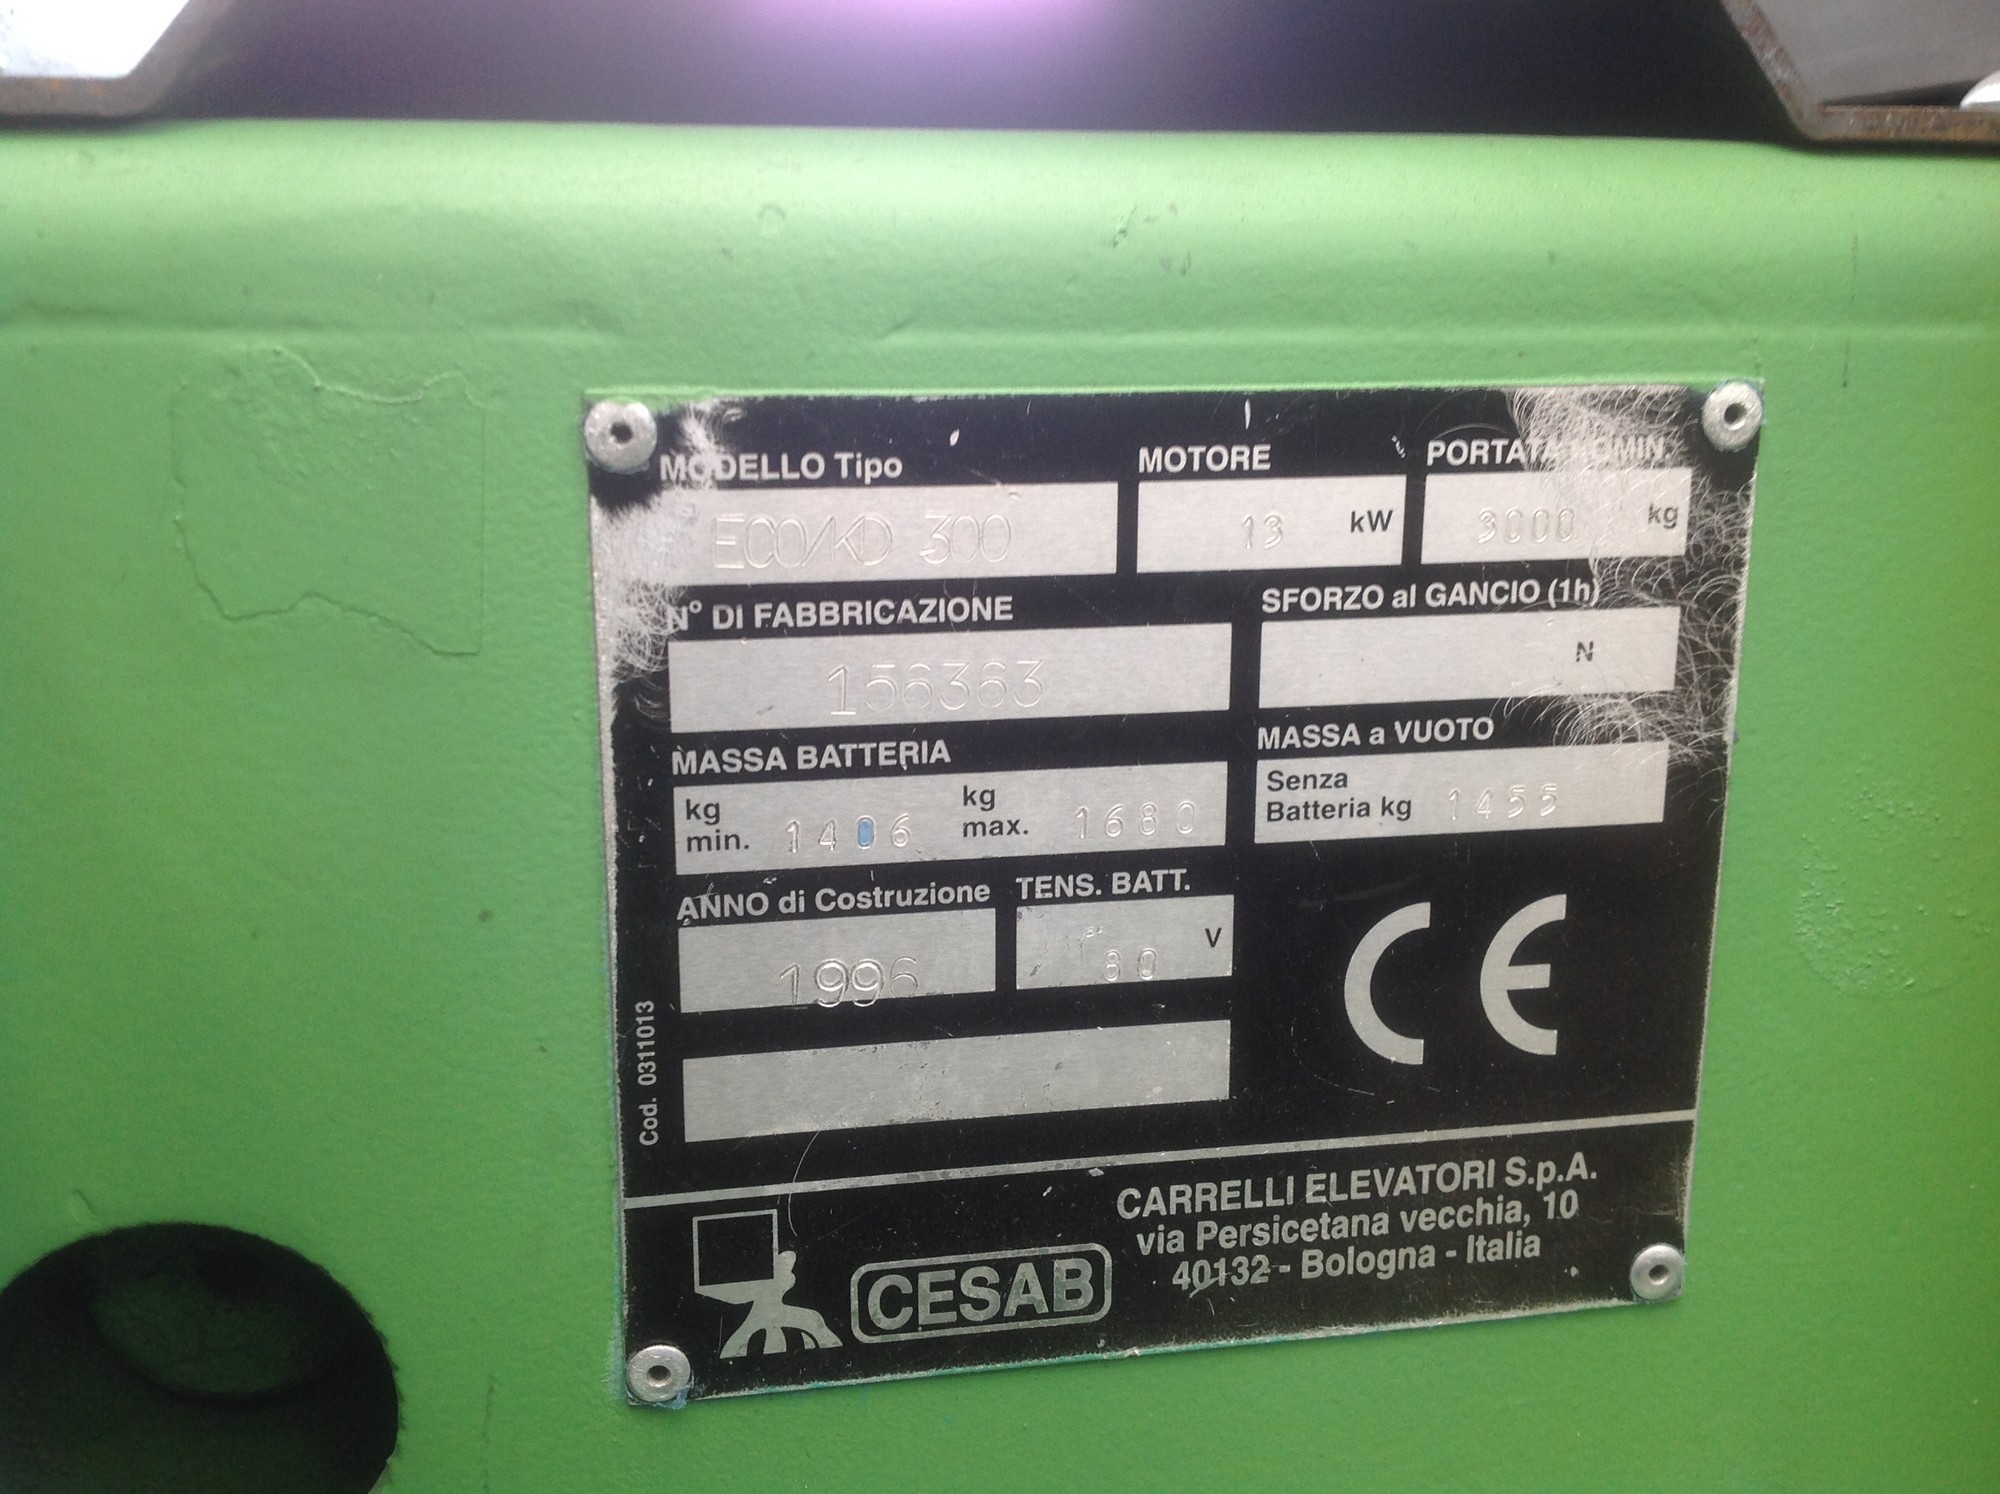 MODELLO Tipo MOTORE PORTATA NOMIN.
ECO/KD 300 13 kW 3000 kg
N° DI FABBRICAZIONE SFORZO al GANCIO (1h)
156363 N
MASSA BATTERIA MASSA a VUOTO
kg min. 1406 kg max. 1680 Senza Batteria kg 1455
ANNO di Costruzione TENS. BATT.
1996 80 V
Cod. 0311013
CE
CARRELLI ELEVATORI S.p.A.
via Persicetana vecchia, 10
40132 - Bologna - Italia
CESAB